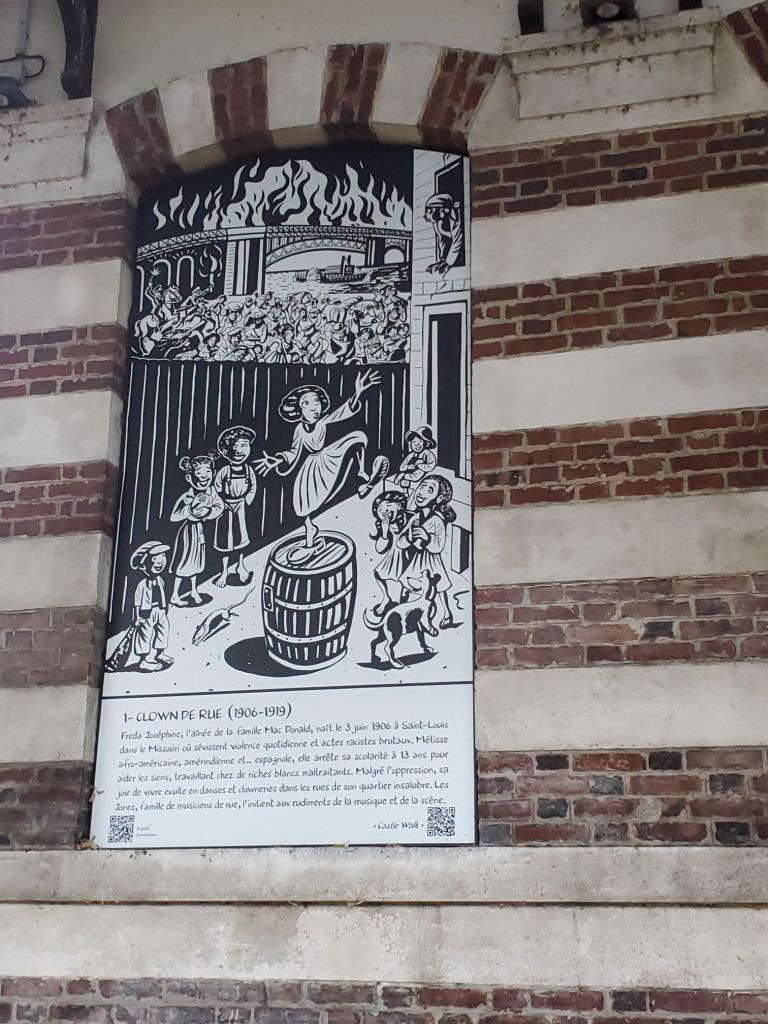 1- CLOWN DE RUE (1906-1919)
Freda Joséphine, l'aînée de la famille Mac Donald, naît le 3 juin 1906 à Saint-Louis
dans le Missouri où sévissent violence quotidienne et actes racistes brutaux. Métisse
afro-américaine, amérindienne et... espagnole, elle arrête sa scolarité à 13 ans pour
aider les siens, travaillant chez de riches blancs maltraitants. Malgré l'oppression, sa
joie de vivre exulte en danses et clowneries dans les rues de son quartier insalubre. Les
Jones, famille de musiciens de rue, l'initient aux rudiments de la musique et de la scène.
English
translation
« Castle Walk »